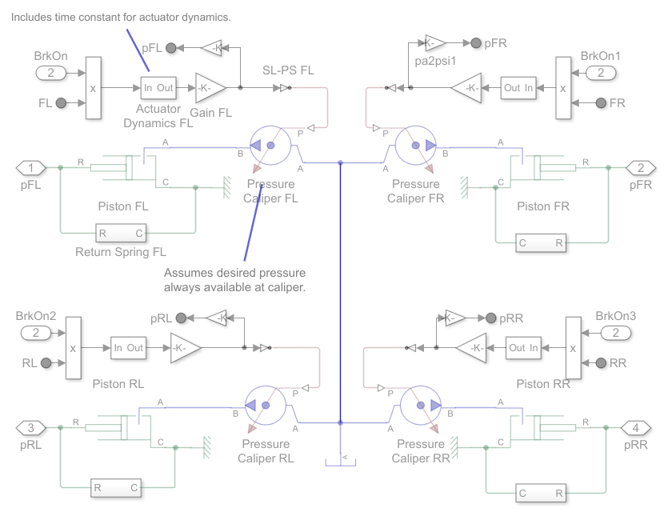 Includes time constant for actuator dynamics.
BrkOn
2
FL
x
In Out
Actuator
Dynamics FL
-K-
Gain FL
pFL
-K-
SL-PS FL
P
pa2psi1
-K-
pFR
-K-
Out In
x
BrkOn1
2
FR
P
1
pFL
R
A
C
Piston FL
R C
Return Spring FL
B
A
Pressure
Caliper FL
A
B
Pressure
Caliper FR
A
C
R
Piston FR
C R
2
pFR
Assumes desired pressure
always available at caliper.
BrkOn2
2
RL
x
In Out
-K-
pRL
-K-
P
Piston RL
K-
pRR
-K-
Out In
x
BrkOn3
2
RR
P
Piston RR
3
pRL
R
A
C
R C
B
A
Pressure
Caliper RL
A
A
B
Pressure
Caliper RR
A
C
R
C R
4
pRR